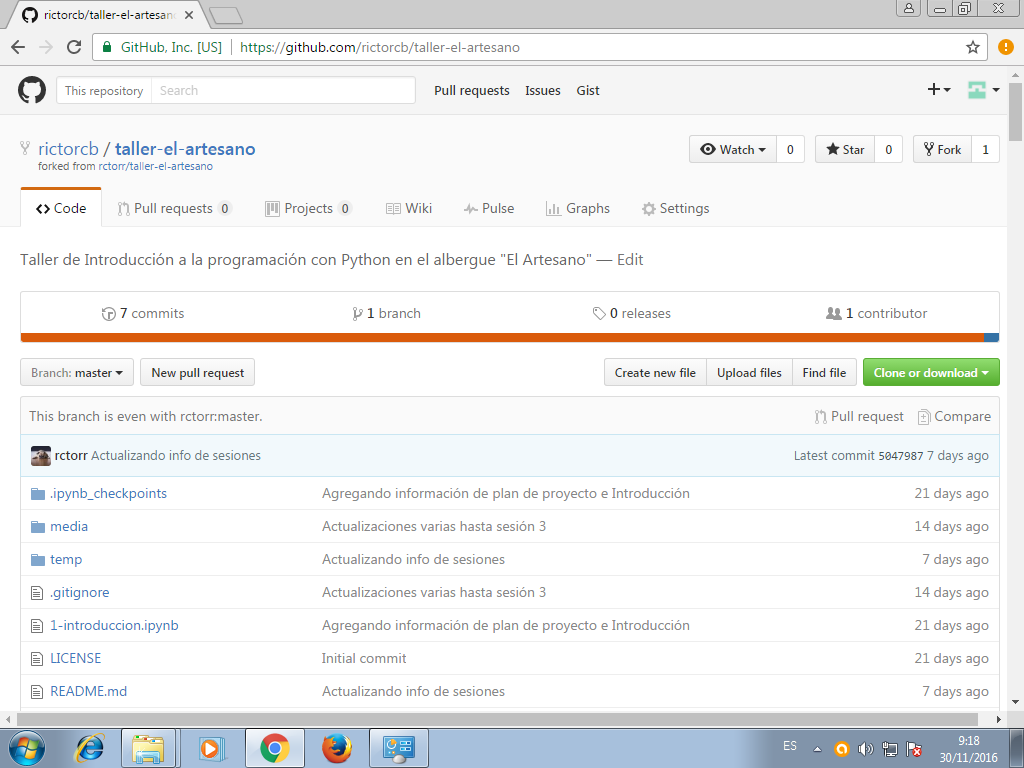 rictorcb/taller-el-artesano
GitHub, Inc. [US] https://github.com/rictorcb/taller-el-artesano
This repository Search Pull requests Issues Gist
rictorcb / taller-el-artesano Watch 0 Star 0 Fork 1
forked from rctorr/taller-el-artesano
Code Pull requests 0 Projects 0 Wiki Pulse Graphs Settings
Taller de Introducción a la programación con Python en el albergue "El Artesano" — Edit
7 commits 1 branch 0 releases 1 contributor
Branch: master New pull request Create new file Upload files Find file Clone or download
This branch is even with rctorr:master. Pull request Compare
rctorr Actualizando info de sesiones Latest commit 5047987 7 days ago
.ipynb_checkpoints Agregando información de plan de proyecto e Introducción 21 days ago
media Actualizaciones varias hasta sesión 3 14 days ago
temp Actualizando info de sesiones 7 days ago
.gitignore Actualizaciones varias hasta sesión 3 14 days ago
1-introduccion.ipynb Agregando información de plan de proyecto e Introducción 21 days ago
LICENSE Initial commit 21 days ago
README.md Actualizando info de sesiones 7 days ago
ES 9:18
30/11/2016